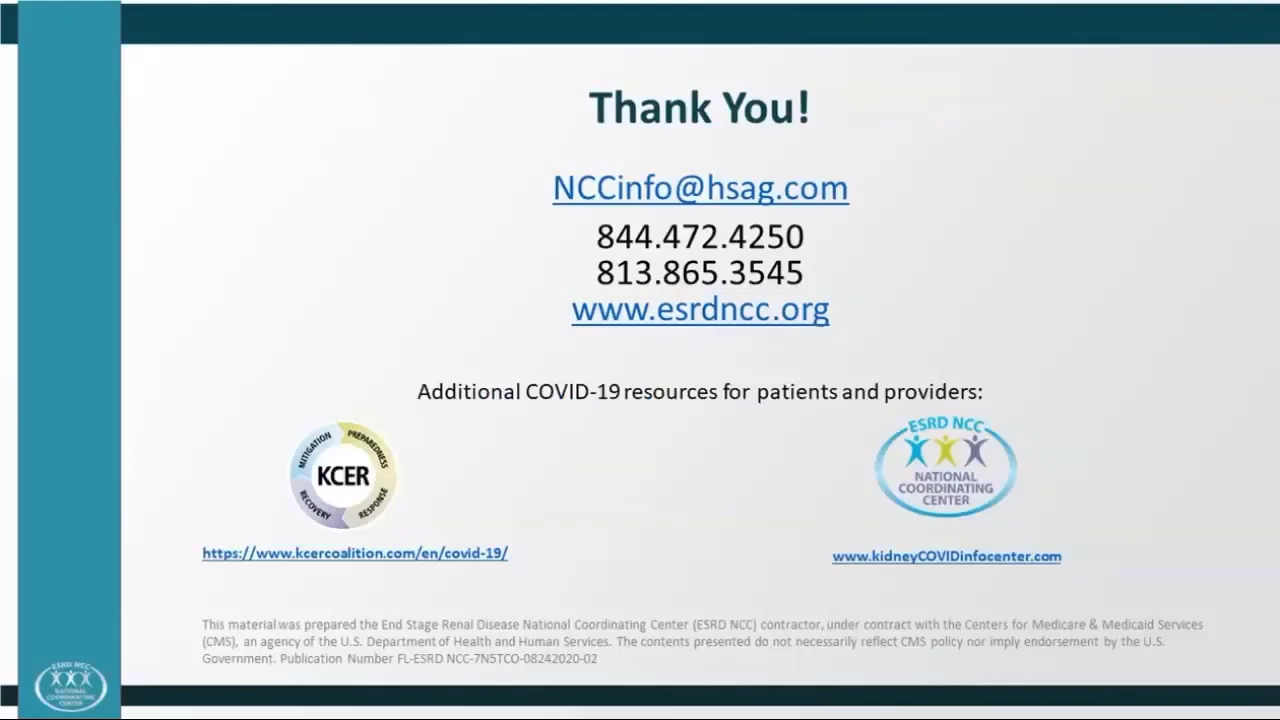 Thank You!
NCCinfo@hsag.com
844.472.4250
813.865.3545
www.esrdncc.org
Additional COVID-19 resources for patients and providers:
MITIGATION
PREPAREDNESS
KCER
RECOVERY
RESPONSE
ESRD NCC
NATIONAL
COORDINATING
CENTER
https://www.kcercoalition.com/en/covid-19/
www.kidneyCOVIDinfocenter.com
This material was prepared the End Stage Renal Disease National Coordinating Center (ESRD NCC) contractor, under contract with the Centers for Medicare & Medicaid Services
(CMS), an agency of the U.S. Department of Health and Human Services. The contents presented do not necessarily reflect CMS policy nor imply endorsement by the U.S.
Government. Publication Number FL-ESRD NCC-7N5TCO-08242020-02
ESRD NCC
NATIONAL
COORDINATING
CENTER